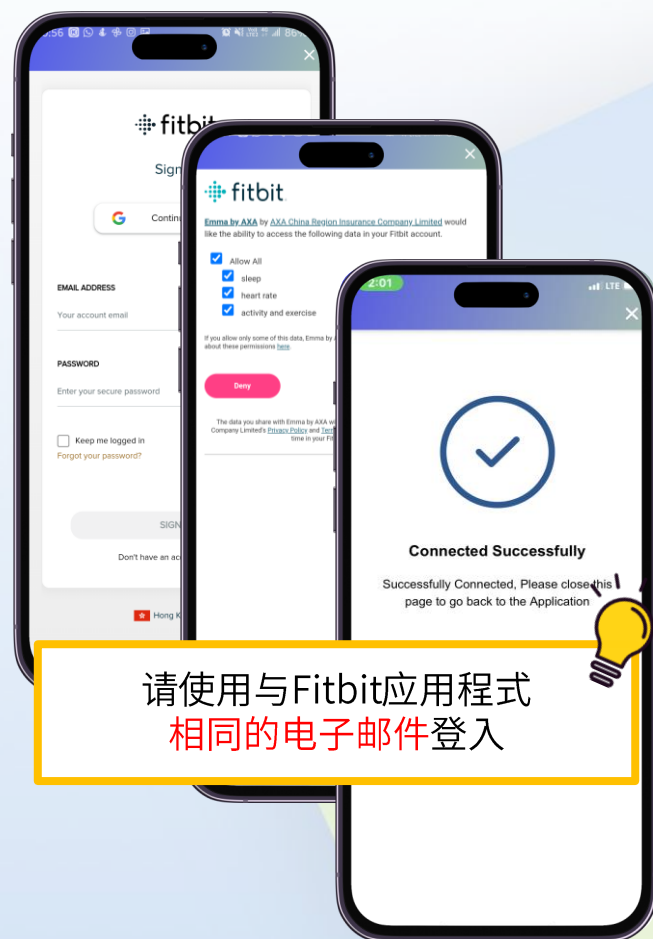 :56
86%
fitbit
Sign
Continu
EMAIL ADDRESS
Your account email
PASSWORD
Enter your secure password
Keep me logged in
Forgot your password?
SIGN
Don't have an acc
Hong K
fitbit
Emma by AXA by AXA China Region Insurance Company Limited would
like the ability to access the following data in your Fitbit account.
Allow All
sleep
heart rate
activity and exercise
If you allow only some of this data, Emma by
about these permissions here.
Deny
The data you share with Emma by AXA wi
Company Limited's Privacy Policy and Term
time in your Fit
2:01
LTE
Connected Successfully
Successfully Connected, Please close this
page to go back to the Application
请使用与Fitbit应用程式
相同的电子邮件登入